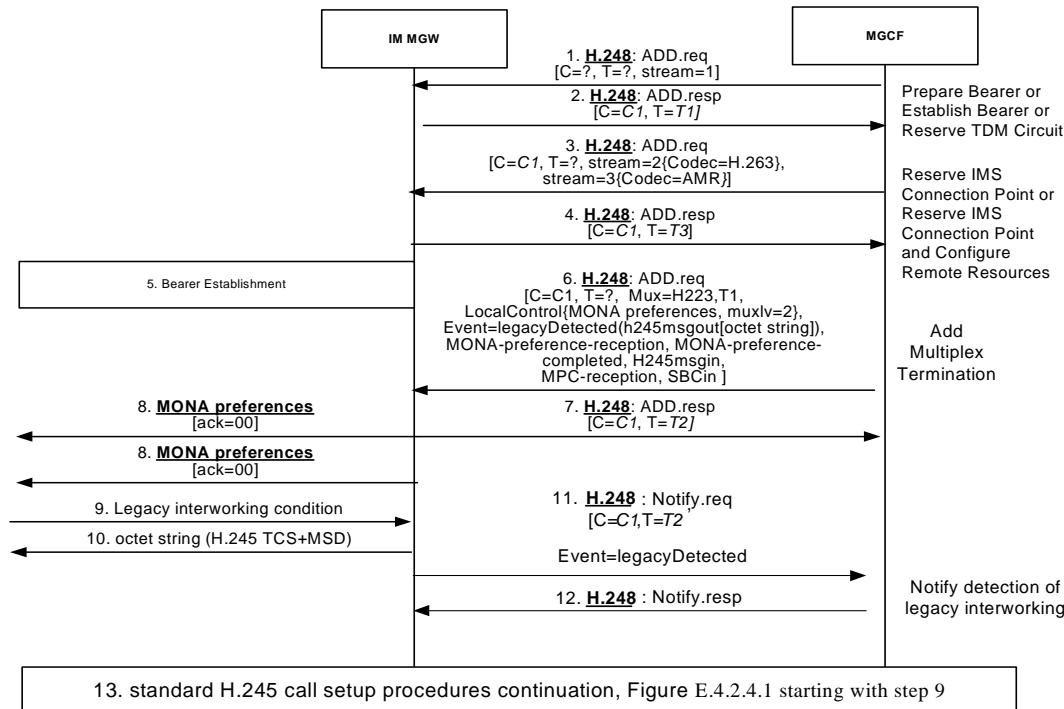 IM MGW
MGCF
1. H.248: ADD.req
[C=?, T=?, stream=1]
Prepare Bearer or
Establish Bearer or
Reserve TDM Circuit
2. H.248: ADD.resp
[C=C1, T=T1]
3. H.248: ADD.req
[C=C1, T=?, stream=2{Codec=H.263},
stream=3{Codec=AMR}]
Reserve IMS
Connection Point or
Reserve IMS
Connection Point
and Configure
Remote Resources
4. H.248: ADD.resp
[C=C1, T=T3]
5. Bearer Establishment
6. H.248: ADD.req
[C=C1, T=?, Mux=H223,T1,
LocalControl{MONA preferences, muxlv=2},
Event=legacyDetected(h245msgout[octet string]),
MONA-preference-reception, MONA-preference-
completed, H245msgin,
MPC-reception, SBCin ]
Add
Multiplex
Termination
8. MONA preferences
[ack=00]
7. H.248: ADD.resp
[C=C1, T=T2]
8. MONA preferences
[ack=00]
9. Legacy interworking condition
10. octet string (H.245 TCS+MSD)
11. H.248 : Notify.req
[C=C1,T=T2 ,
Event=legacyDetected
12. H.248 : Notify.resp
Notify detection of
legacy interworking
13. standard H.245 call setup procedures continuation, Figure E.4.2.4.1 starting with step 9